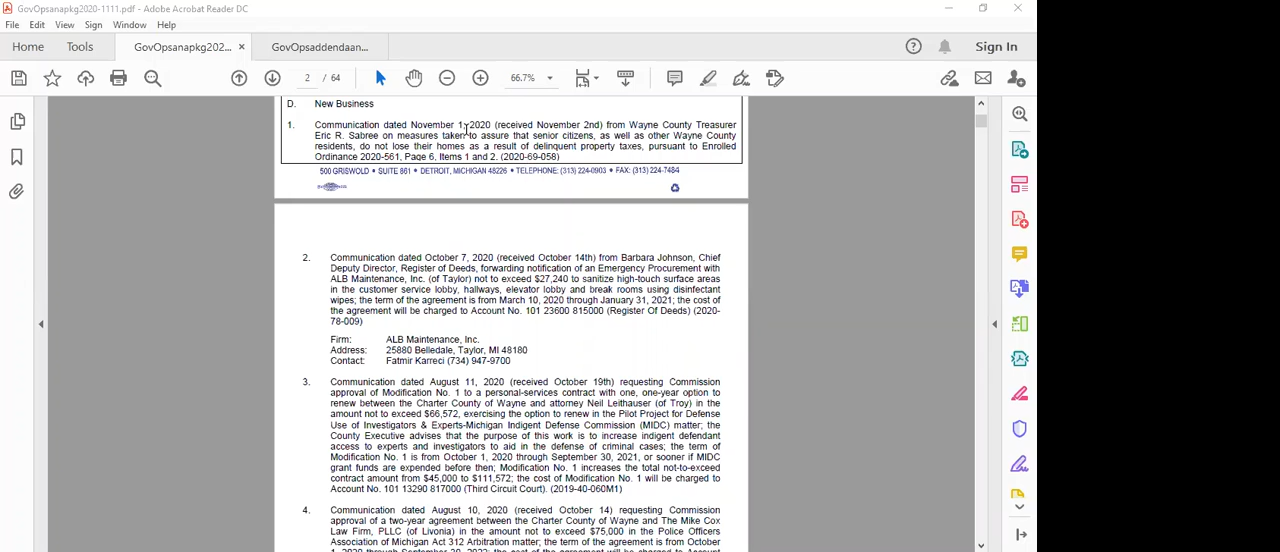 GovOpsanapkg2020-1111.pdf - Adobe Acrobat Reader DC
File Edit View Sign Window Help
Home Tools GovOpsanapkg202... × GovOpsaddendaan... Sign In
2 / 64 66.7%
D. New Business
1. Communication dated November 1, 2020 (received November 2nd) from Wayne County Treasurer
Eric R. Sabree on measures taken to assure that senior citizens, as well as other Wayne County
residents, do not lose their homes as a result of delinquent property taxes, pursuant to Enrolled
Ordinance 2020-561, Page 6, Items 1 and 2. (2020-69-058)
500 GRISWOLD • SUITE 861 • DETROIT, MICHIGAN 48226 • TELEPHONE: (313) 224-0903 • FAX: (313) 224-7484
2. Communication dated October 7, 2020 (received October 14th) from Barbara Johnson, Chief
Deputy Director, Register of Deeds, forwarding notification of an Emergency Procurement with
ALB Maintenance, Inc. (of Taylor) not to exceed $27,240 to sanitize high-touch surface areas
in the customer service lobby, hallways, elevator lobby and break rooms using disinfectant
wipes; the term of the agreement is from March 10, 2020 through January 31, 2021; the cost of
the agreement will be charged to Account No. 101 23600 815000 (Register Of Deeds) (2020-
78-009)
Firm: ALB Maintenance, Inc.
Address: 25880 Belledale, Taylor, MI 48180
Contact: Fatmir Karreci (734) 947-9700
3. Communication dated August 11, 2020 (received October 19th) requesting Commission
approval of Modification No. 1 to a personal-services contract with one, one-year option to
renew between the Charter County of Wayne and attorney Neil Leithauser (of Troy) in the
amount not to exceed $66,572, exercising the option to renew in the Pilot Project for Defense
Use of Investigators & Experts-Michigan Indigent Defense Commission (MIDC) matter; the
County Executive advises that the purpose of this work is to increase indigent defendant
access to experts and investigators to aid in the defense of criminal cases; the term of
Modification No. 1 is from October 1, 2020 through September 30, 2021, or sooner if MIDC
grant funds are expended before then; Modification No. 1 increases the total not-to-exceed
contract amount from $45,000 to $111,572; the cost of Modification No. 1 will be charged to
Account No. 101 13290 817000 (Third Circuit Court). (2019-40-060M1)
4. Communication dated August 10, 2020 (received October 14) requesting Commission
approval of a two-year agreement between the Charter County of Wayne and The Mike Cox
Law Firm, PLLC (of Livonia) in the amount not to exceed $75,000 in the Police Officers
Association of Michigan Act 312 Arbitration matter; the term of the agreement is from October
1, 2020 through September 30, 2022; the cost of the agreement will be charged to Account